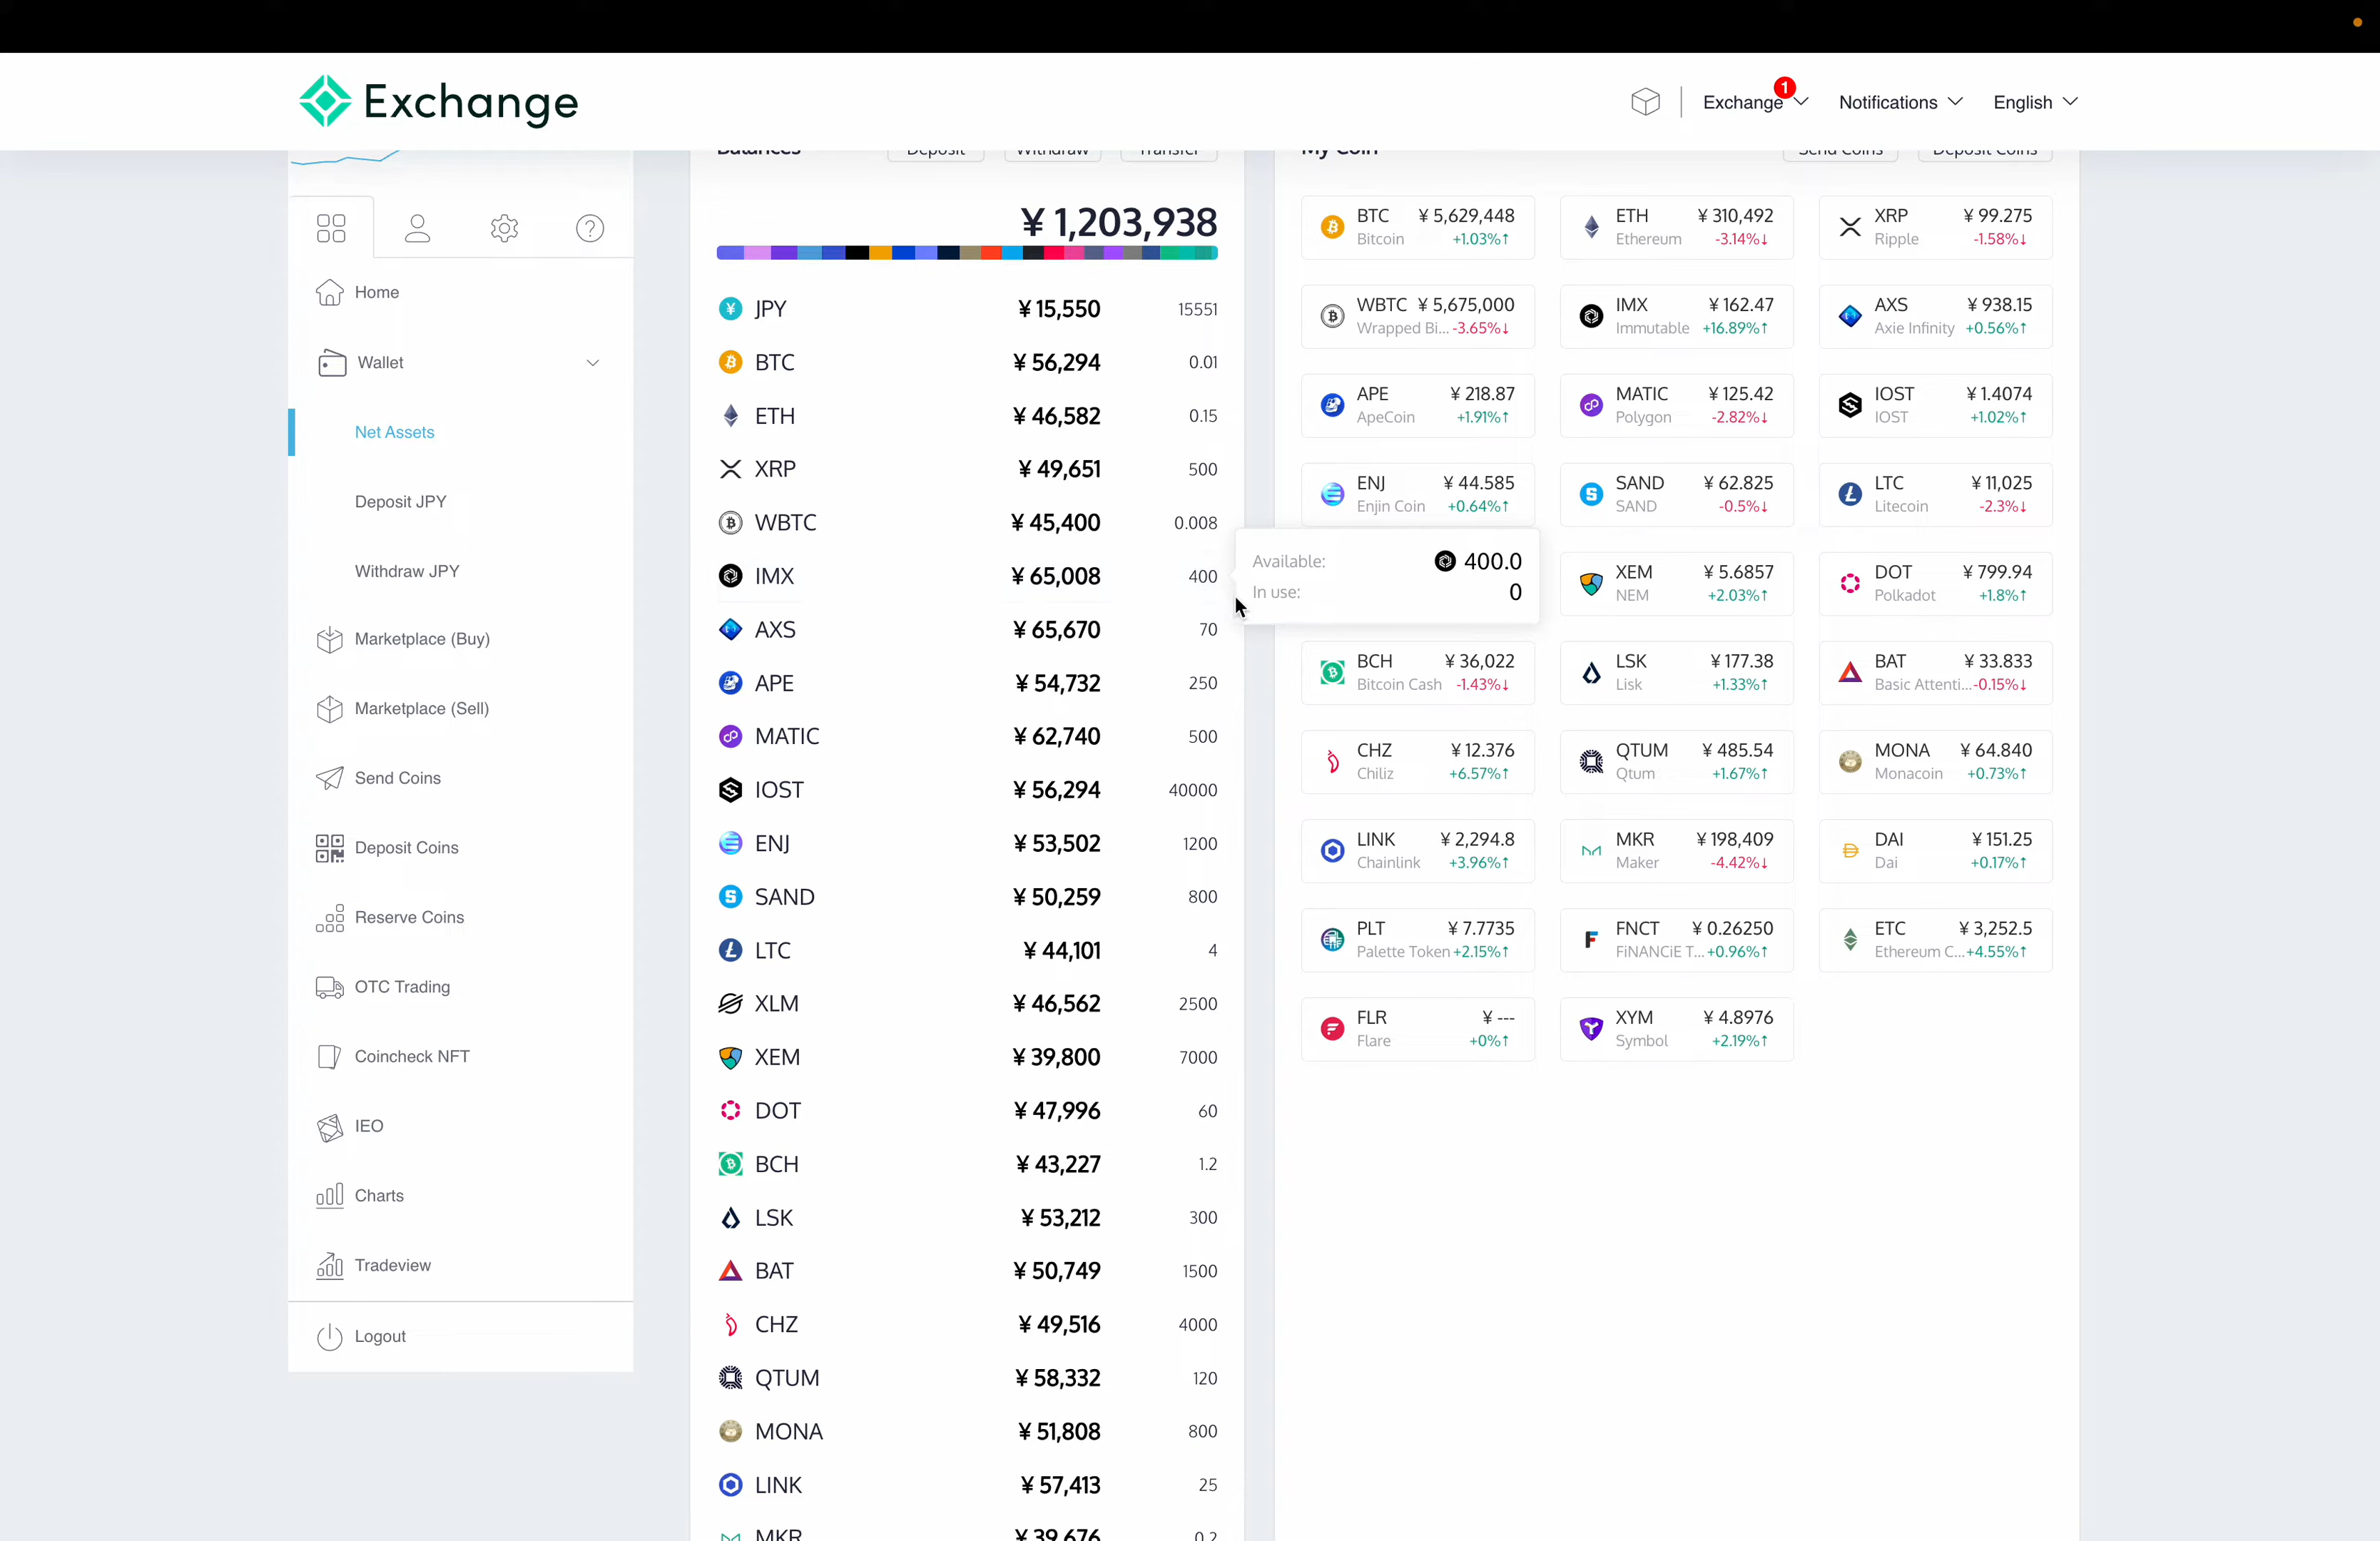 Exchange
Exchange 1
Notifications
English
Balances
Deposit
Withdraw
Transfer
My Coin
Send Coins
Deposit Coins
Home
Wallet
Net Assets
Deposit JPY
Withdraw JPY
Marketplace (Buy)
Marketplace (Sell)
Send Coins
Deposit Coins
Reserve Coins
OTC Trading
Coincheck NFT
IEO
Charts
Tradeview
Logout
¥ 1,203,938
JPY ¥ 15,550 15551
BTC ¥ 56,294 0.01
ETH ¥ 46,582 0.15
XRP ¥ 49,651 500
WBTC ¥ 45,400 0.008
IMX ¥ 65,008 400
AXS ¥ 65,670 70
APE ¥ 54,732 250
MATIC ¥ 62,740 500
IOST ¥ 56,294 40000
ENJ ¥ 53,502 1200
SAND ¥ 50,259 800
LTC ¥ 44,101 4
XLM ¥ 46,562 2500
XEM ¥ 39,800 7000
DOT ¥ 47,996 60
BCH ¥ 43,227 1.2
LSK ¥ 53,212 300
BAT ¥ 50,749 1500
CHZ ¥ 49,516 4000
QTUM ¥ 58,332 120
MONA ¥ 51,808 800
LINK ¥ 57,413 25
MKR ¥ 39,676 0.2
Available: 400.0
In use: 0
BTC ¥ 5,629,448
Bitcoin +1.03%↑
ETH ¥ 310,492
Ethereum -3.14%↓
XRP ¥ 99.275
Ripple -1.58%↓
WBTC ¥ 5,675,000
Wrapped Bi... -3.65%↓
IMX ¥ 162.47
Immutable +16.89%↑
AXS ¥ 938.15
Axie Infinity +0.56%↑
APE ¥ 218.87
ApeCoin +1.91%↑
MATIC ¥ 125.42
Polygon -2.82%↓
IOST ¥ 1.4074
IOST +1.02%↑
ENJ ¥ 44.585
Enjin Coin +0.64%↑
SAND ¥ 62.825
SAND -0.5%↓
LTC ¥ 11,025
Litecoin -2.3%↓
XEM ¥ 5.6857
NEM +2.03%↑
DOT ¥ 799.94
Polkadot +1.8%↑
BCH ¥ 36,022
Bitcoin Cash -1.43%↓
LSK ¥ 177.38
Lisk +1.33%↑
BAT ¥ 33.833
Basic Attenti... -0.15%↓
CHZ ¥ 12.376
Chiliz +6.57%↑
QTUM ¥ 485.54
Qtum +1.67%↑
MONA ¥ 64.840
Monacoin +0.73%↑
LINK ¥ 2,294.8
Chainlink +3.96%↑
MKR ¥ 198,409
Maker -4.42%↓
DAI ¥ 151.25
Dai +0.17%↑
PLT ¥ 7.7735
Palette Token +2.15%↑
FNCT ¥ 0.26250
FiNANCiE T... +0.96%↑
ETC ¥ 3,252.5
Ethereum C... +4.55%↑
FLR ¥ ---
Flare +0%↑
XYM ¥ 4.8976
Symbol +2.19%↑